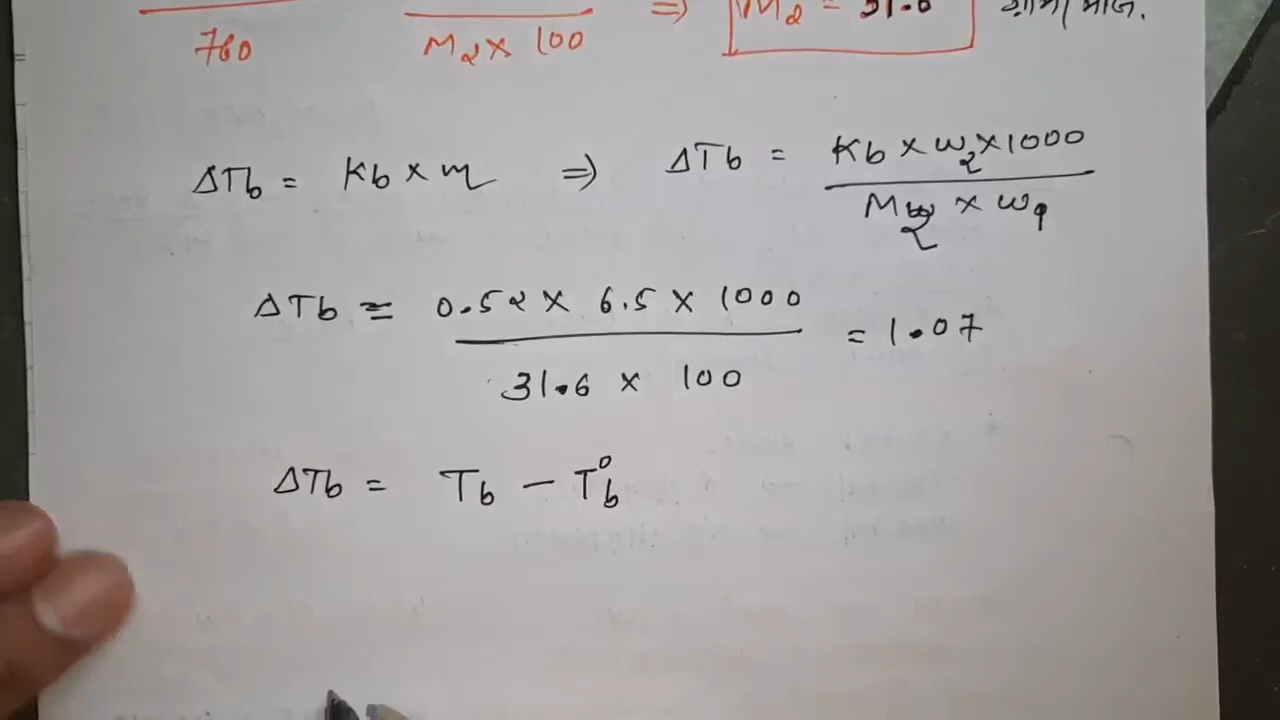 ⇒ M₂ = 31.6 ग्राम/मोल.
760 M₂ × 100
ΔTb = Kb × m ⇒ ΔTb = Kb × w₂ × 1000
M₂ × w₁
ΔTb = 0.52 × 6.5 × 1000
= 1.07
31.6 × 100
ΔTb = Tb − T°b